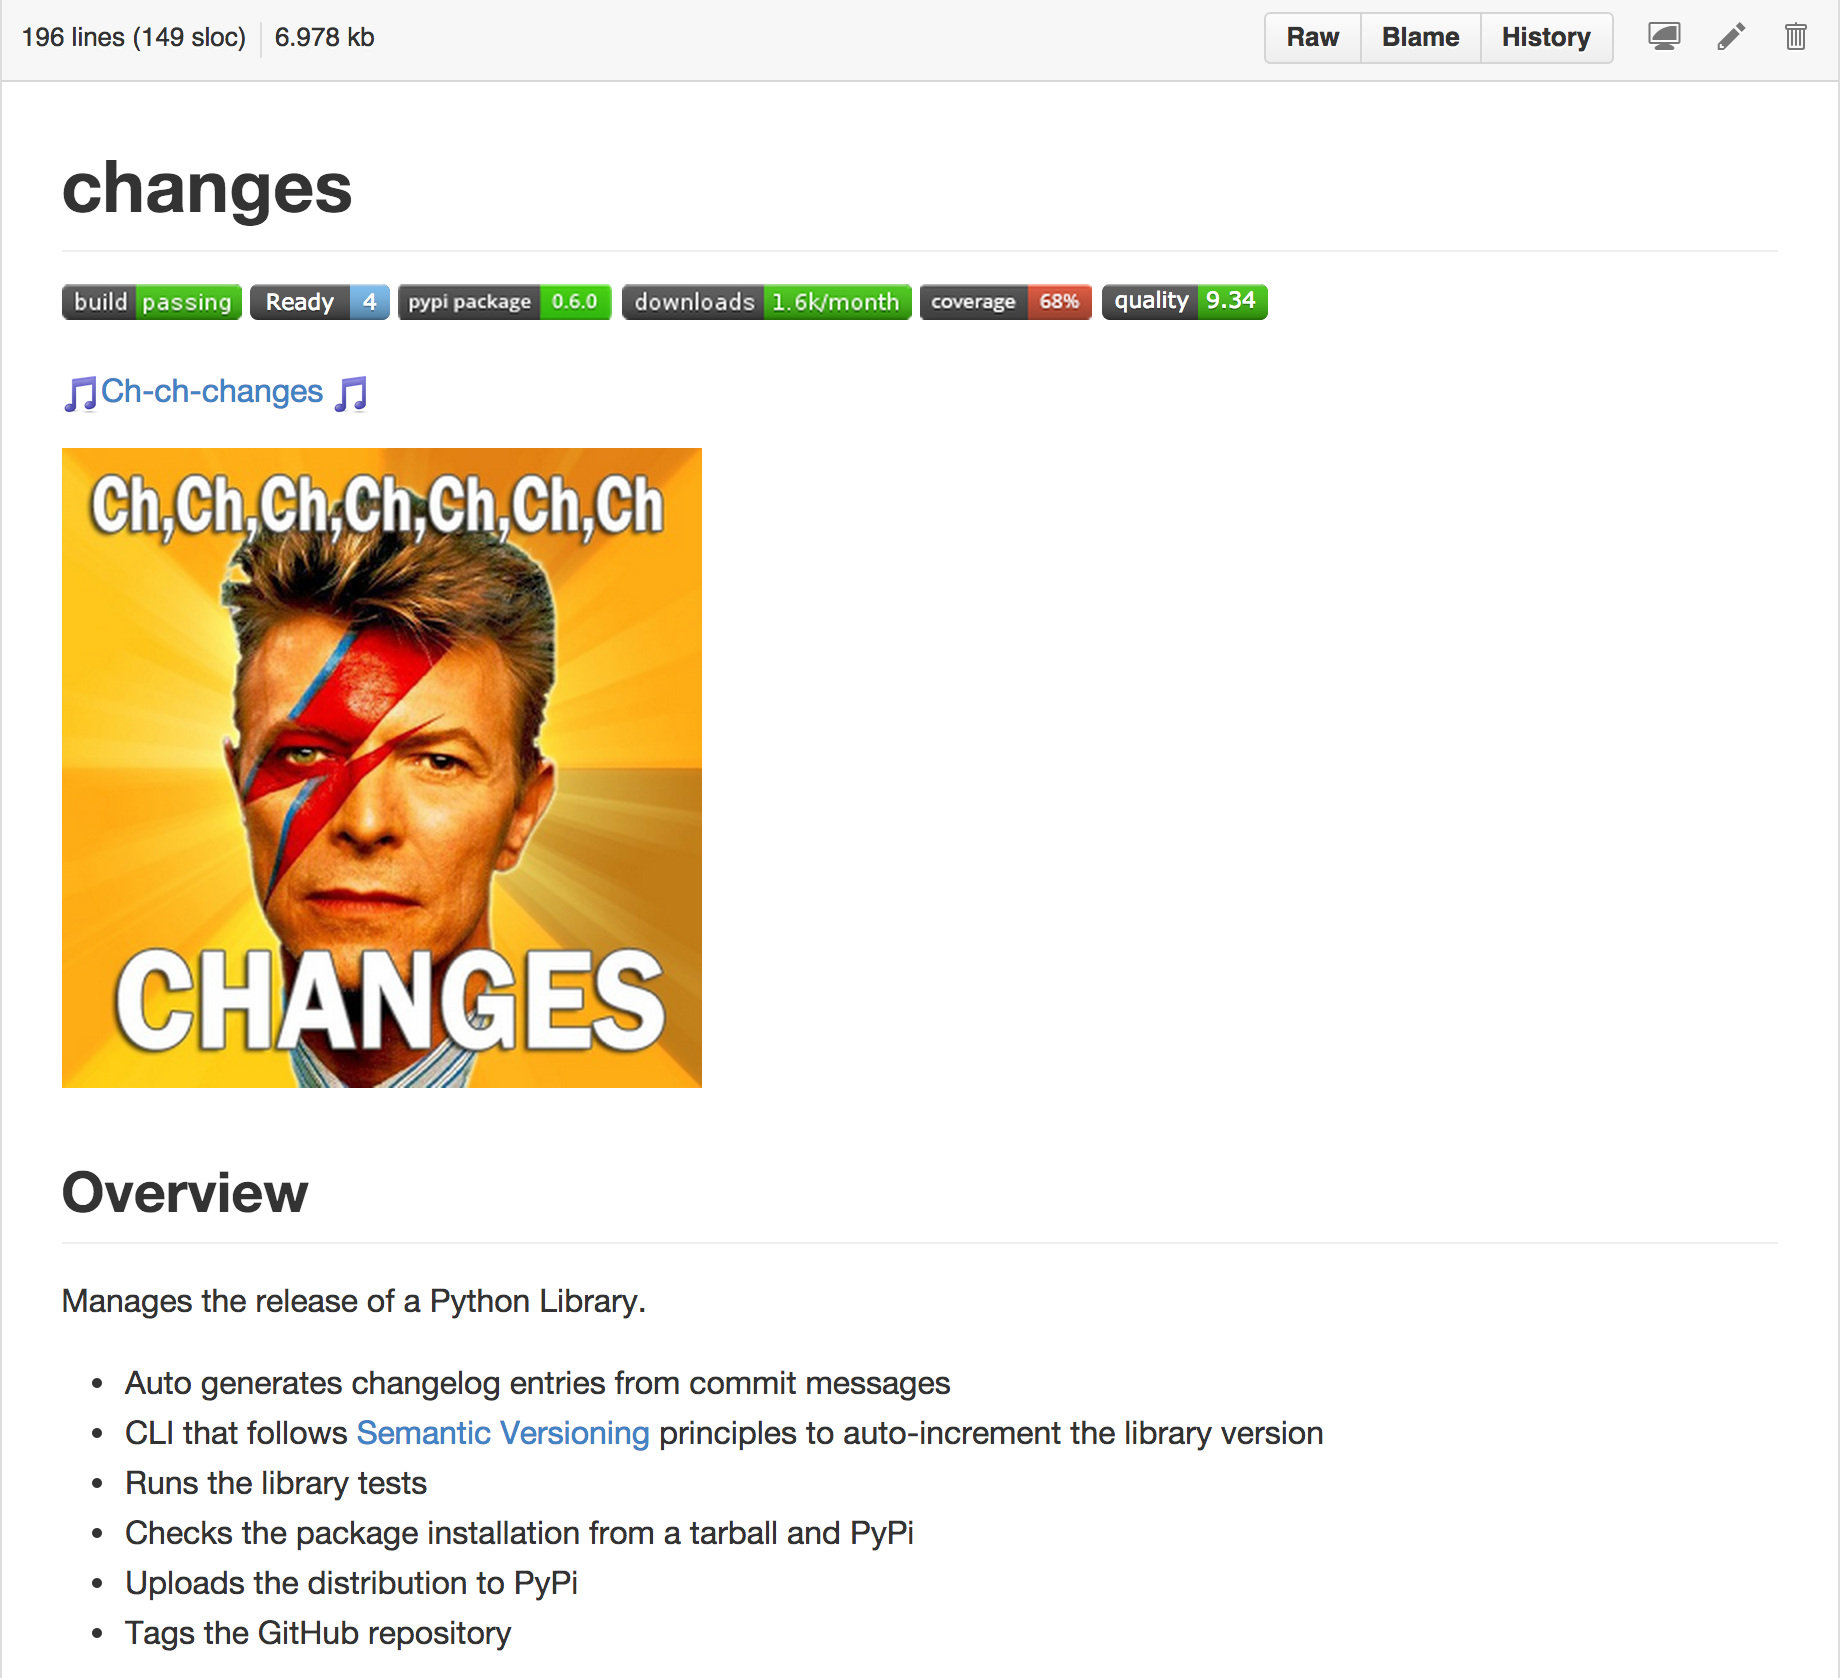 196 lines (149 sloc) 6.978 kb Raw Blame History
changes
build passing Ready 4 pypi package 0.6.0 downloads 1.6k/month coverage 68% quality 9.34
Ch-ch-changes
Ch,Ch,Ch,Ch,Ch,Ch,Ch
CHANGES
Overview
Manages the release of a Python Library.
• Auto generates changelog entries from commit messages
• CLI that follows Semantic Versioning principles to auto-increment the library version
• Runs the library tests
• Checks the package installation from a tarball and PyPi
• Uploads the distribution to PyPi
• Tags the GitHub repository